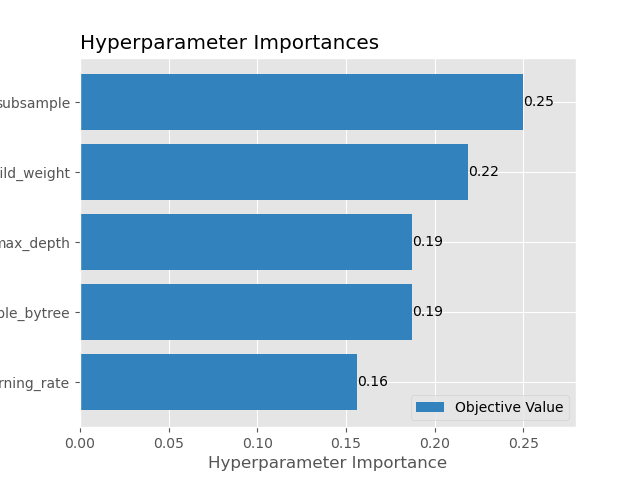 Hyperparameter Importances
subsample 0.25
ild_weight 0.22
max_depth 0.19
ple_bytree 0.19
rning_rate 0.16
Objective Value
0.00 0.05 0.10 0.15 0.20 0.25
Hyperparameter Importance